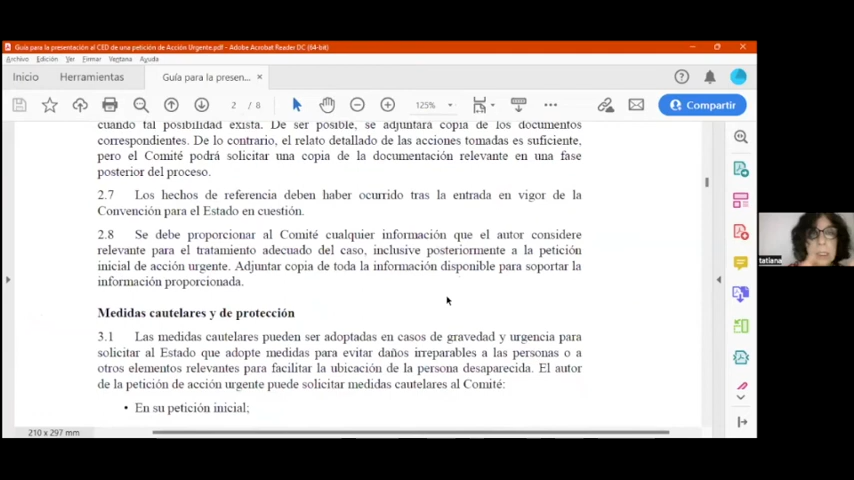 Guía para la presentación al CED de una petición de Acción Urgente.pdf - Adobe Acrobat Reader DC (64-bit)
Archivo Edición Ver Firmar Ventana Ayuda
Inicio Herramientas Guía para la presen... ×
2 / 8 125% Compartir
cuando tal posibilidad exista. De ser posible, se adjuntará copia de los documentos
correspondientes. De lo contrario, el relato detallado de las acciones tomadas es suficiente,
pero el Comité podrá solicitar una copia de la documentación relevante en una fase
posterior del proceso.
2.7 Los hechos de referencia deben haber ocurrido tras la entrada en vigor de la
Convención para el Estado en cuestión.
2.8 Se debe proporcionar al Comité cualquier información que el autor considere
relevante para el tratamiento adecuado del caso, inclusive posteriormente a la petición
inicial de acción urgente. Adjuntar copia de toda la información disponible para soportar la
información proporcionada.
Medidas cautelares y de protección
3.1 Las medidas cautelares pueden ser adoptadas en casos de gravedad y urgencia para
solicitar al Estado que adopte medidas para evitar daños irreparables a las personas o a
otros elementos relevantes para facilitar la ubicación de la persona desaparecida. El autor
de la petición de acción urgente puede solicitar medidas cautelares al Comité:
• En su petición inicial;
210 x 297 mm
tatiana